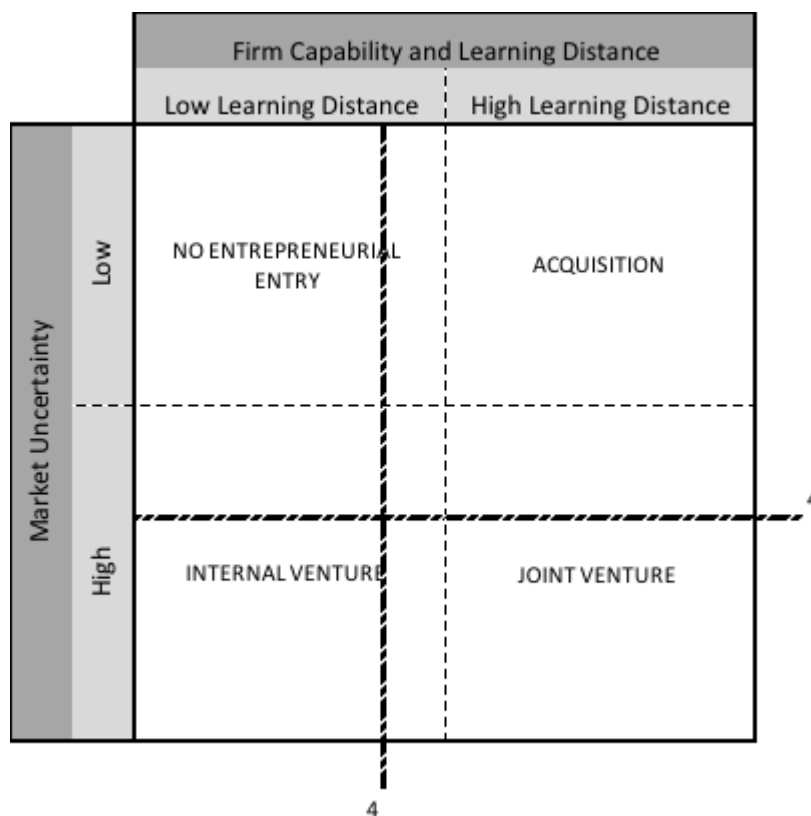 Firm Capability and Learning Distance
Low Learning Distance
High Learning Distance
Market Uncertainty
Low
NO ENTREPRENEURIAL
ENTRY
ACQUISITION
4
High
INTERNAL VENTURE
JOINT VENTURE
4